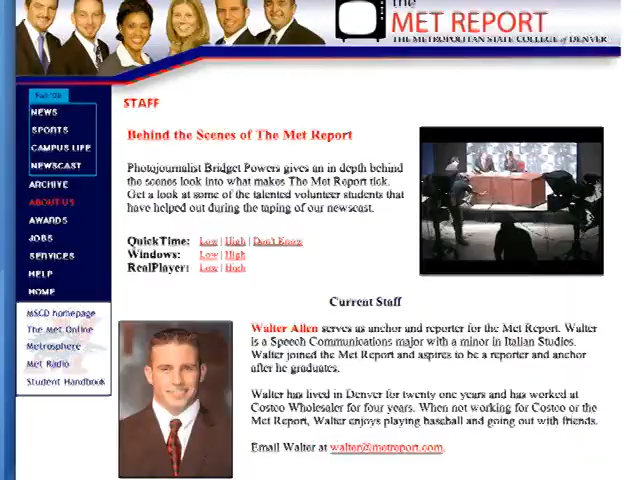 the
MET REPORT
THE METROPOLITAN STATE COLLEGE of DENVER
NEWS
SPORTS
CAMPUS LIFE
NEWSCAST
ARCHIVE
ABOUT US
AWARDS
JOBS
SERVICES
HELP
HOME
MSCD homepage
The Met Online
Metrosphere
Met Radio
Student Handbook
STAFF
Behind the Scenes of The Met Report
Photojournalist Bridget Powers gives an in depth behind
the scenes look into what makes The Met Report tick.
Get a look at some of the talented volunteer students that
have helped out during the taping of our newscast.
QuickTime: Low | High | Don't Know
Windows: Low | High
RealPlayer: Low | High
Current Staff
Walter Allen serves as anchor and reporter for the Met Report. Walter
is a Speech Communications major with a minor in Italian Studies.
Walter joined the Met Report and aspires to be a reporter and anchor
after he graduates.
Walter has lived in Denver for twenty one years and has worked at
Costco Wholesaler for four years. When not working for Costco or the
Met Report, Walter enjoys playing baseball and going out with friends.
Email Walter at walter@metreport.com.